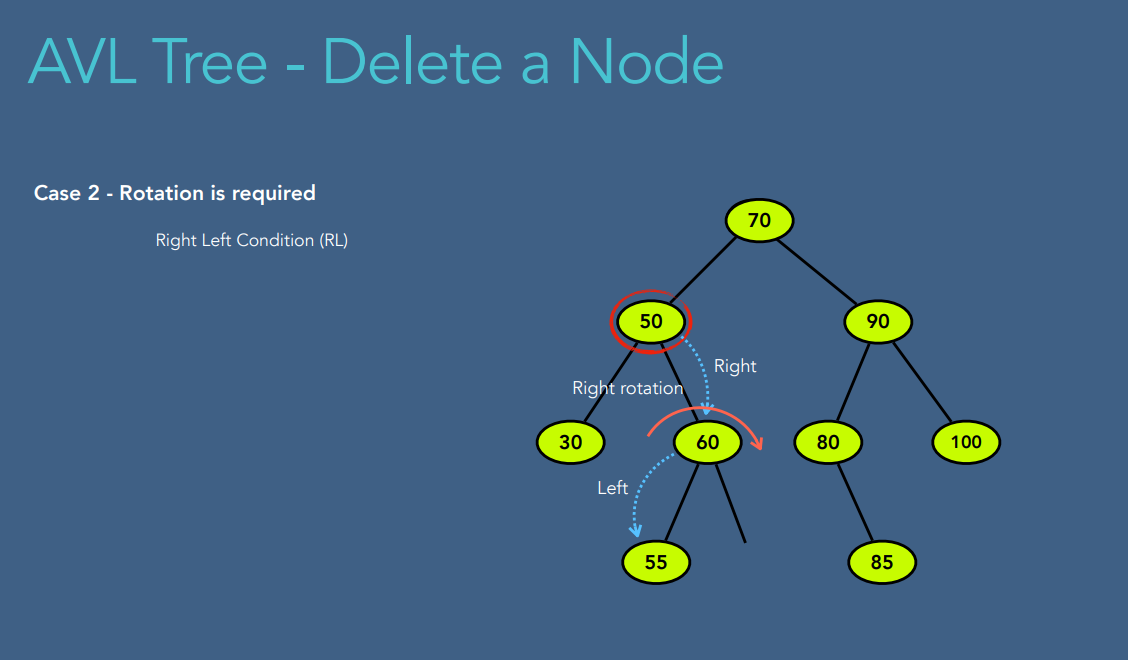 AVL Tree - Delete a Node
Case 2 - Rotation is required
Right Left Condition (RL)
70
50
90
Right
Right rotation
30
60
80
100
Left
55
85